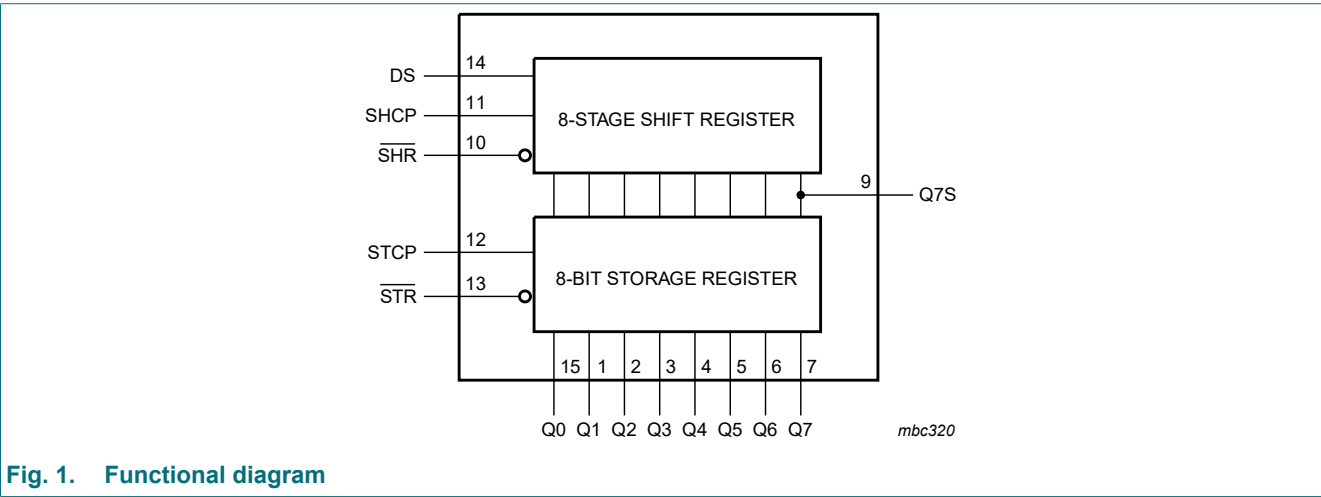 DS 14
SHCP 11
8-STAGE SHIFT REGISTER
SHR 10
9 Q7S
STCP 12
8-BIT STORAGE REGISTER
STR 13
15 1 2 3 4 5 6 7
Q0 Q1 Q2 Q3 Q4 Q5 Q6 Q7
mbc320
Fig. 1. Functional diagram